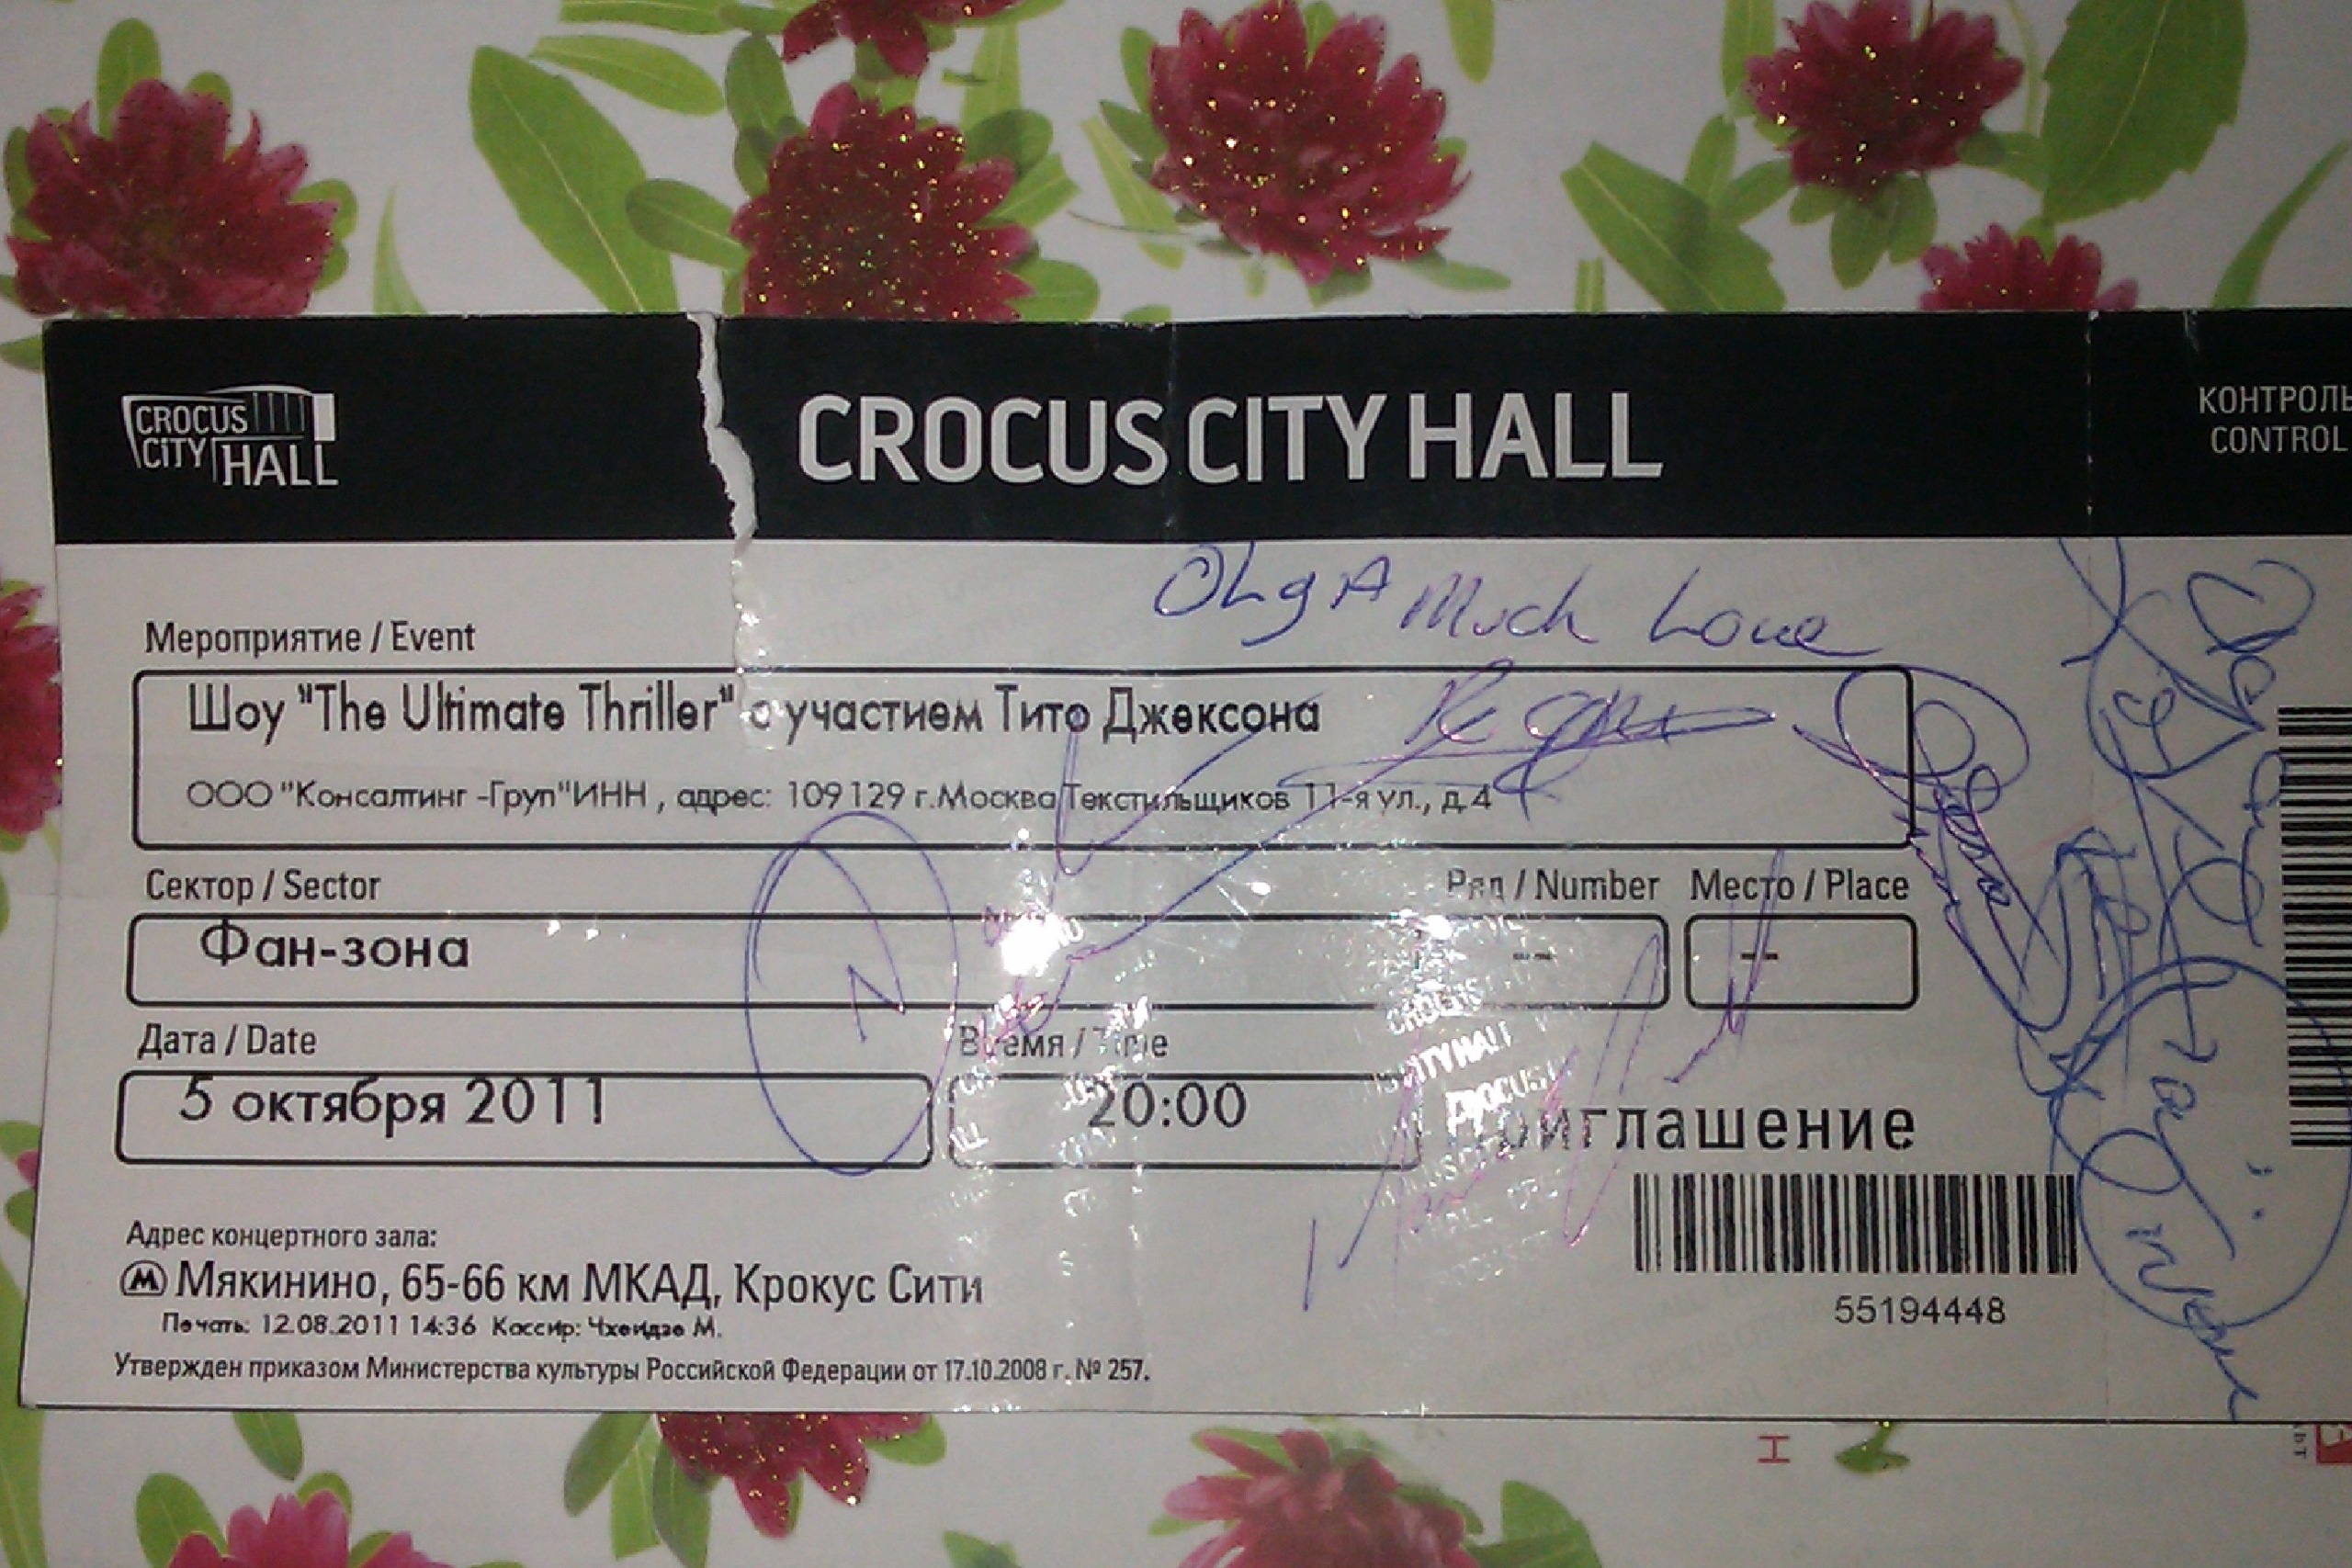 CROCUS
CITY HALL
CROCUS CITY HALL
КОНТРОЛЬ
CONTROL
OLgA Much Love
Мероприятие / Event
Шоу "The Ultimate Thriller" с участием Тито Джексона
ООО "Консалтинг -Груп"ИНН , адрес: 109129 г.Москва Текстильщиков 11-я ул., д.4
Сектор / Sector
Ряд / Number
Место / Place
Фан-зона
--
--
Дата / Date
Время / Time
5 октября 2011
20:00
Приглашение
Адрес концертного зала:
М Мякинино, 65-66 км МКАД, Крокус Сити
55194448
Печать: 12.08.2011 14:36 Кассир: Чхеидзе М.
Утвержден приказом Министерства культуры Российской Федерации от 17.10.2008 г. № 257.